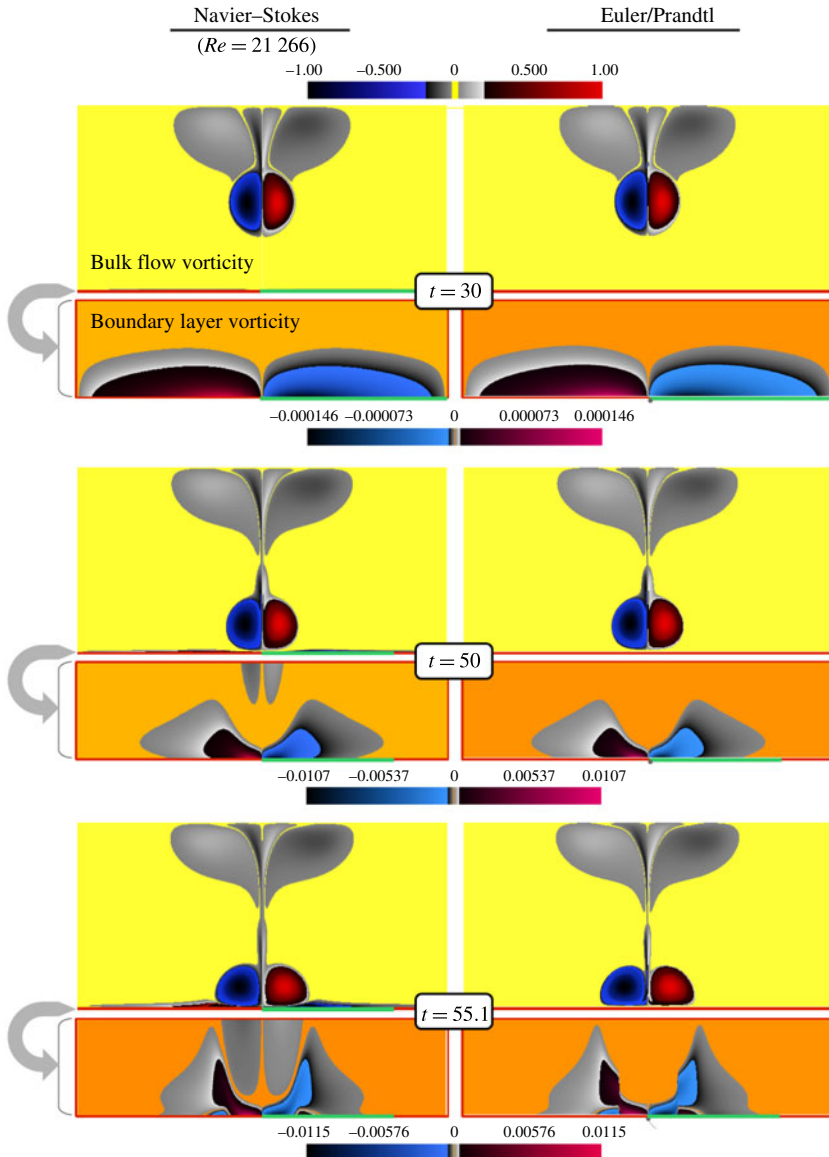 Navier–Stokes
Euler/Prandtl
(Re = 21 266)
–1.00 –0.500 0 0.500 1.00
Bulk flow vorticity
t = 30
Boundary layer vorticity
–0.000146 –0.000073 0 0.000073 0.000146
t = 50
–0.0107 –0.00537 0 0.00537 0.0107
t = 55.1
–0.0115 –0.00576 0 0.00576 0.0115